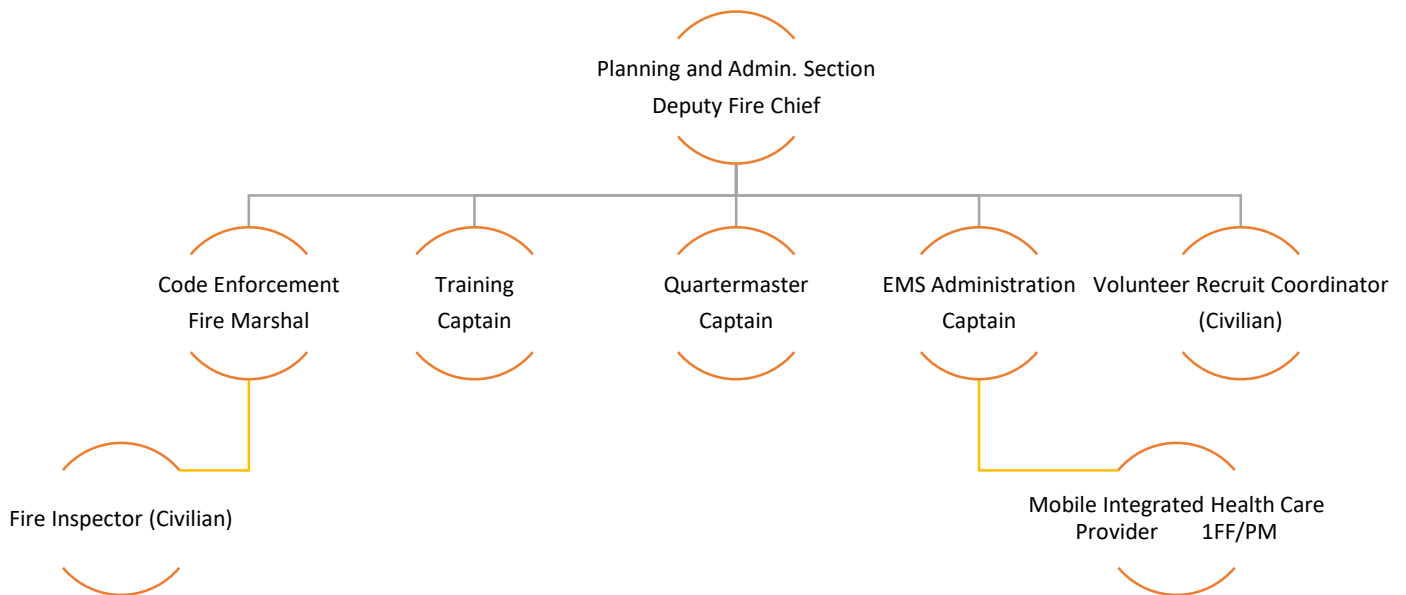 Planning and Admin. Section
Deputy Fire Chief
Code Enforcement
Fire Marshal
Training
Captain
Quartermaster
Captain
EMS Administration
Captain
Volunteer Recruit Coordinator
(Civilian)
Fire Inspector (Civilian)
Mobile Integrated Health Care
Provider 1FF/PM